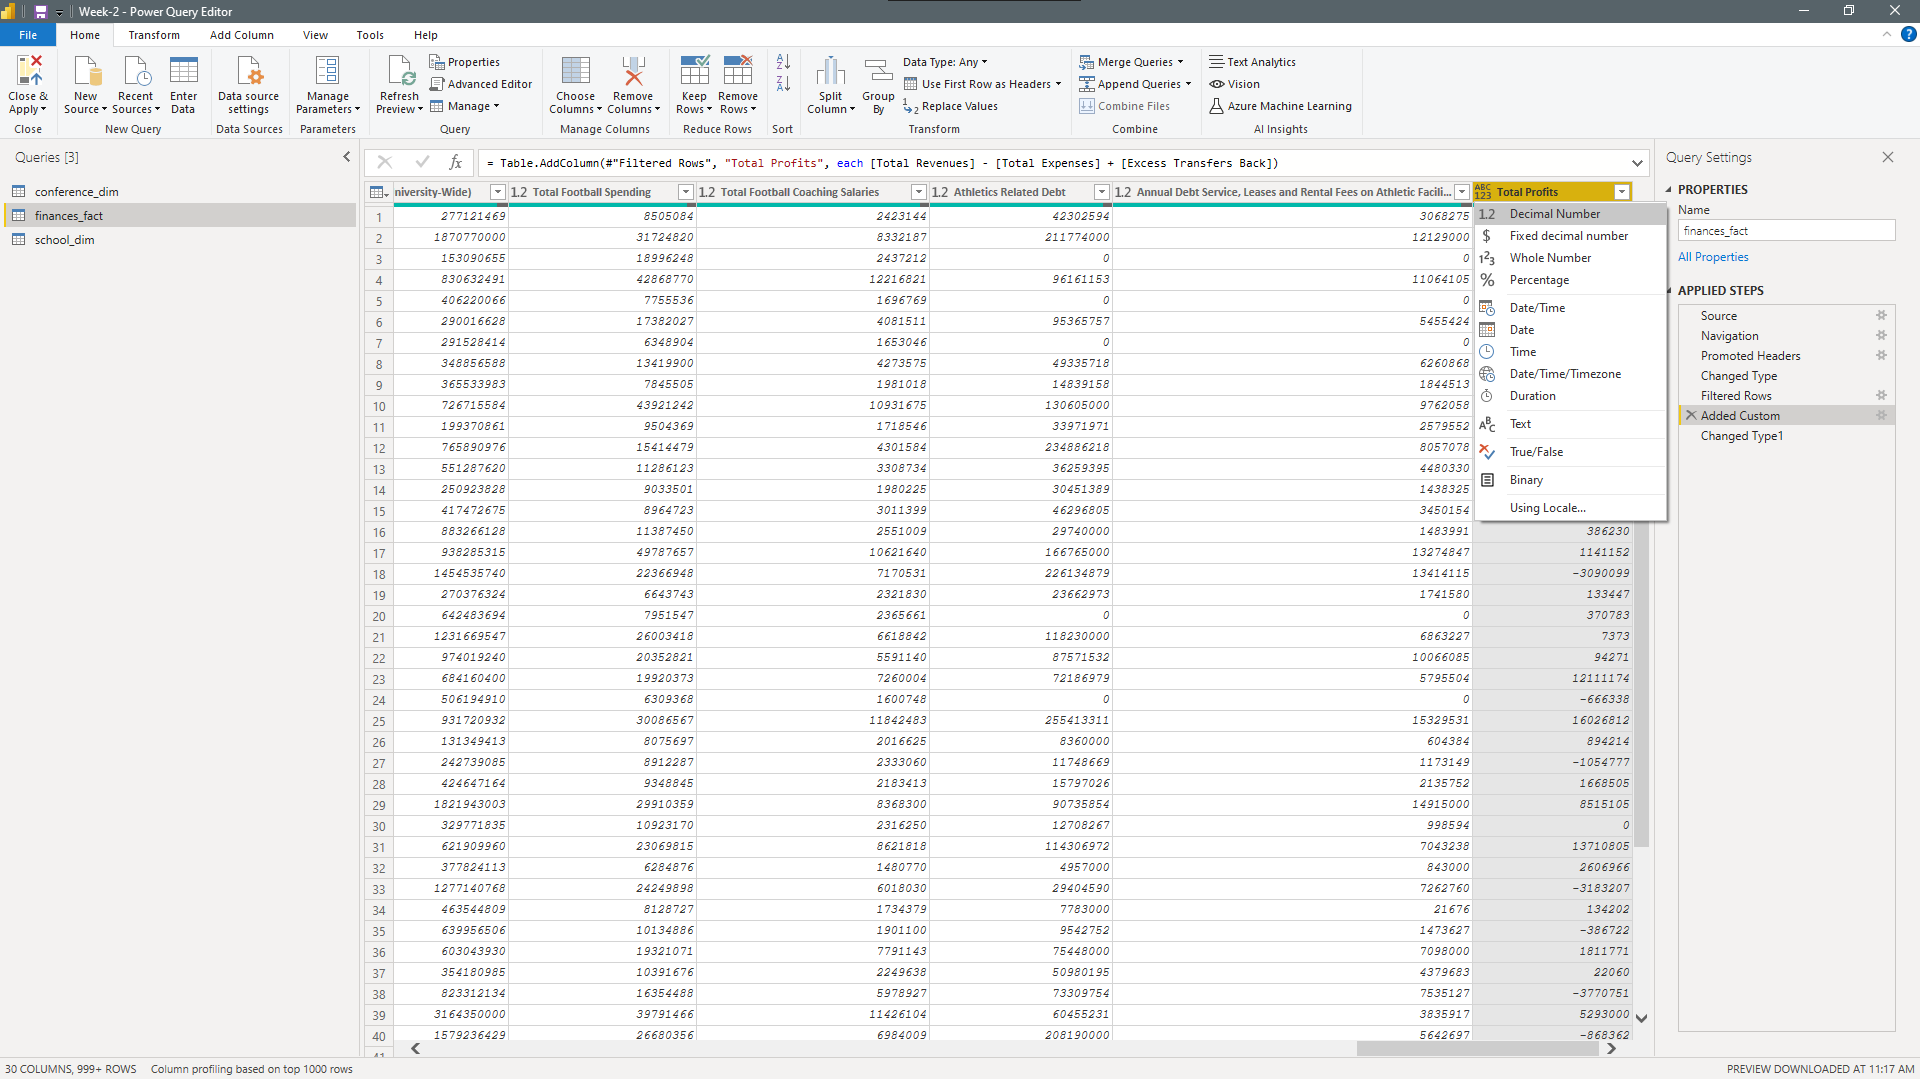 Week-2 - Power Query Editor
File Home Transform Add Column View Tools Help
Close & Apply
New Source
Recent Sources
Enter Data
Data source settings
Manage Parameters
Refresh Preview
Properties
Advanced Editor
Manage
Choose Columns
Remove Columns
Keep Rows
Remove Rows
Split Column
Group By
Data Type: Any
Use First Row as Headers
Replace Values
Merge Queries
Append Queries
Combine Files
Text Analytics
Vision
Azure Machine Learning
Close New Query Data Sources Parameters Query Manage Columns Reduce Rows Sort Transform Combine AI Insights
Queries [3]
conference_dim
finances_fact
school_dim
= Table.AddColumn(#"Filtered Rows", "Total Profits", each [Total Revenues] - [Total Expenses] + [Excess Transfers Back])
niversity-Wide) 1.2 Total Football Spending 1.2 Total Football Coaching Salaries 1.2 Athletics Related Debt 1.2 Annual Debt Service, Leases and Rental Fees on Athletic Facili... ABC 123 Total Profits
1 277121469 8505084 2423144 42302594 3068275
2 1870770000 31724820 8332187 211774000 12129000
3 153090655 18996248 2437212 0 0
4 830632491 42868770 12216821 96161153 11064105
5 406220066 7755536 1696769 0 0
6 290016628 17382027 4081511 95365757 5455424
7 291528414 6348904 1653046 0 0
8 348856588 13419900 4273575 49335718 6260868
9 365533983 7845505 1981018 14839158 1844513
10 726715584 43921242 10931675 130605000 9762058
11 199370861 9504369 1718546 33971971 2579552
12 765890976 15414479 4301584 234886218 8057078
13 551287620 11286123 3308734 36259395 4480330
14 250923828 9033501 1980225 30451389 1438325
15 417472675 8964723 3011399 46296805 3450154
16 883266128 11387450 2551009 29740000 1483991 386230
17 938285315 49787657 10621640 166765000 13274847 1141152
18 1454535740 22366948 7170531 226134879 13414115 -3090099
19 270376324 6643743 2321830 23662973 1741580 133447
20 642483694 7951547 2365661 0 0 370783
21 1231669547 26003418 6618842 118230000 6863227 7373
22 974019240 20352821 5591140 87571532 10066085 94271
23 684160400 19920373 7260004 72186979 5795504 12111174
24 506194910 6309368 1600748 0 0 -666338
25 931720932 30086567 11842483 255413311 15329531 16026812
26 131349413 8075697 2016625 8360000 604384 894214
27 242739085 8912287 2333060 11748669 1173149 -1054777
28 424647164 9348845 2183413 15797026 2135752 1668505
29 1821943003 29910359 8368300 90735854 14915000 8515105
30 329771835 10923170 2316250 12708267 998594 0
31 621909960 23069815 8621818 114306972 7043238 13710805
32 377824113 6284876 1480770 4957000 843000 2606966
33 1277140768 24249898 6018030 29404590 7262760 -3183207
34 463544809 8128727 1734379 7783000 21676 134202
35 639956506 10134886 1901100 9542752 1473627 -386722
36 603043930 19321071 7791143 75448000 7098000 1811771
37 354180985 10391676 2249638 50980195 4379683 22060
38 823312134 16354488 5978927 73309754 7535127 -3770751
39 3164350000 39791466 11426104 60455231 3835917 5293000
40 1579236429 26680356 6984009 208190000 5642697 -868362
41
1.2 Decimal Number
$ Fixed decimal number
123 Whole Number
% Percentage
Date/Time
Date
Time
Date/Time/Timezone
Duration
ABC Text
True/False
Binary
Using Locale...
Query Settings
PROPERTIES
Name
finances_fact
All Properties
APPLIED STEPS
Source
Navigation
Promoted Headers
Changed Type
Filtered Rows
Added Custom
Changed Type1
30 COLUMNS, 999+ ROWS Column profiling based on top 1000 rows
PREVIEW DOWNLOADED AT 11:17 AM